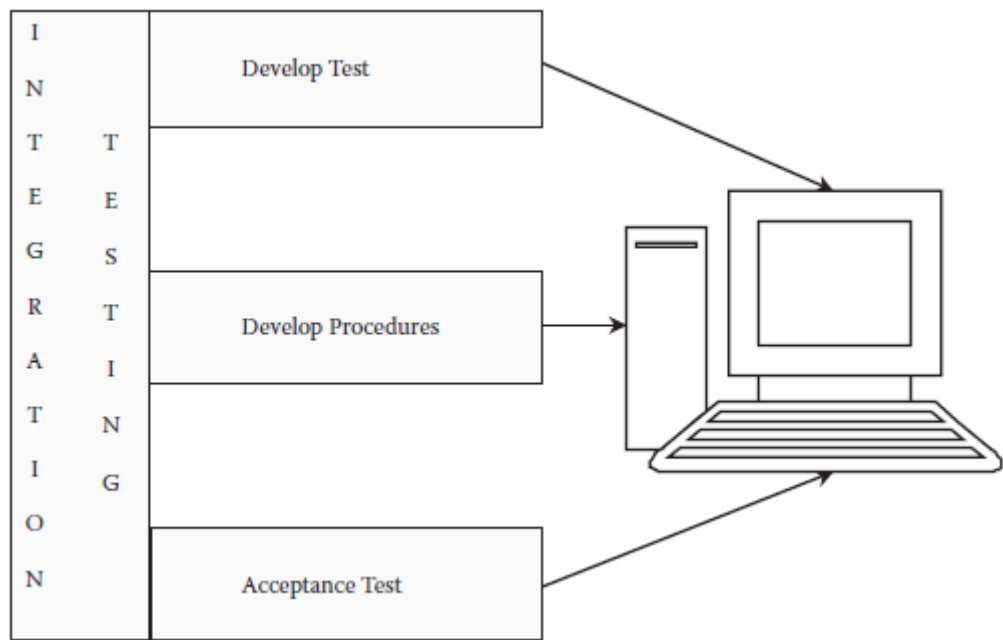 INTEGRATION
TESTING
Develop Test
Develop Procedures
Acceptance Test